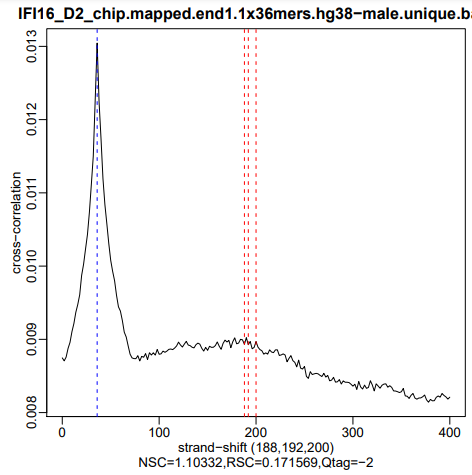 IFI16_D2_chip.mapped.end1.1x36mers.hg38−male.unique.ba
0.013
0.012
0.011
0.010
0.009
0.008
cross−correlation
0 100 200 300 400
strand−shift (188,192,200)
NSC=1.10332,RSC=0.171569,Qtag=−2